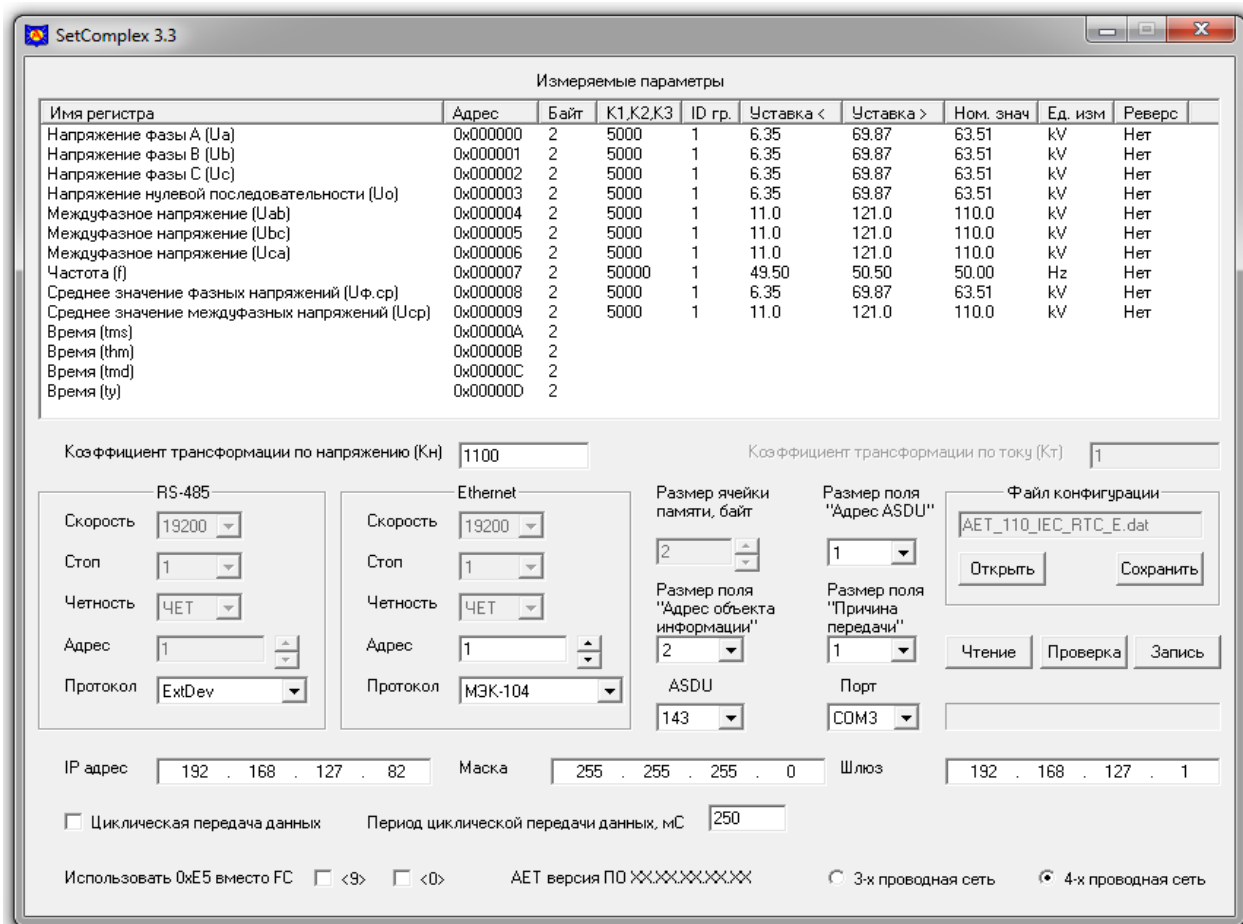 SetComplex 3.3
Измеряемые параметры
Имя регистра Адрес Байт K1,K2,K3 ID гр. Уставка < Уставка > Ном. знач Ед. изм Реверс
Напряжение фазы A (Ua) 0x000000 2 5000 1 6.35 69.87 63.51 kV Нет
Напряжение фазы B (Ub) 0x000001 2 5000 1 6.35 69.87 63.51 kV Нет
Напряжение фазы C (Uc) 0x000002 2 5000 1 6.35 69.87 63.51 kV Нет
Напряжение нулевой последовательности (Uo) 0x000003 2 5000 1 6.35 69.87 63.51 kV Нет
Междуфазное напряжение (Uab) 0x000004 2 5000 1 11.0 121.0 110.0 kV Нет
Междуфазное напряжение (Ubc) 0x000005 2 5000 1 11.0 121.0 110.0 kV Нет
Междуфазное напряжение (Uca) 0x000006 2 5000 1 11.0 121.0 110.0 kV Нет
Частота (f) 0x000007 2 50000 1 49.50 50.50 50.00 Hz Нет
Среднее значение фазных напряжений (Uф.ср) 0x000008 2 5000 1 6.35 69.87 63.51 kV Нет
Среднее значение междуфазных напряжений (Uср) 0x000009 2 5000 1 11.0 121.0 110.0 kV Нет
Время (tms) 0x00000A 2
Время (thm) 0x00000B 2
Время (tmd) 0x00000C 2
Время (ty) 0x00000D 2
Коэффициент трансформации по напряжению (Кн) 1100 Коэффициент трансформации по току (Кт) 1
RS-485
Скорость 19200
Стоп 1
Четность ЧЕТ
Адрес 1
Протокол ExtDev
Ethernet
Скорость 19200
Стоп 1
Четность ЧЕТ
Адрес 1
Протокол МЭК-104
Размер ячейки
памяти, байт
2
Размер поля
"Адрес объекта
информации"
2
ASDU
143
Размер поля
"Адрес ASDU"
1
Размер поля
"Причина
передачи"
1
Порт
COM3
Файл конфигурации
AET_110_IEC_RTC_E.dat
Открыть Сохранить
Чтение Проверка Запись
IP адрес 192 . 168 . 127 . 82 Маска 255 . 255 . 255 . 0 Шлюз 192 . 168 . 127 . 1
Циклическая передача данных Период циклической передачи данных, мС 250
Использовать 0xE5 вместо FC <9> <0> АЕТ версия ПО XX.XX.XX.XX.XX 3-х проводная сеть 4-х проводная сеть